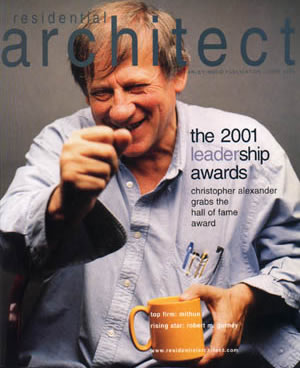 residential
architect
the 2001
leadership
awards
christopher alexander
grabs the
hall of fame
award
top firm: mithun
rising star: robert m. gurney
www.residentialarchitect.com